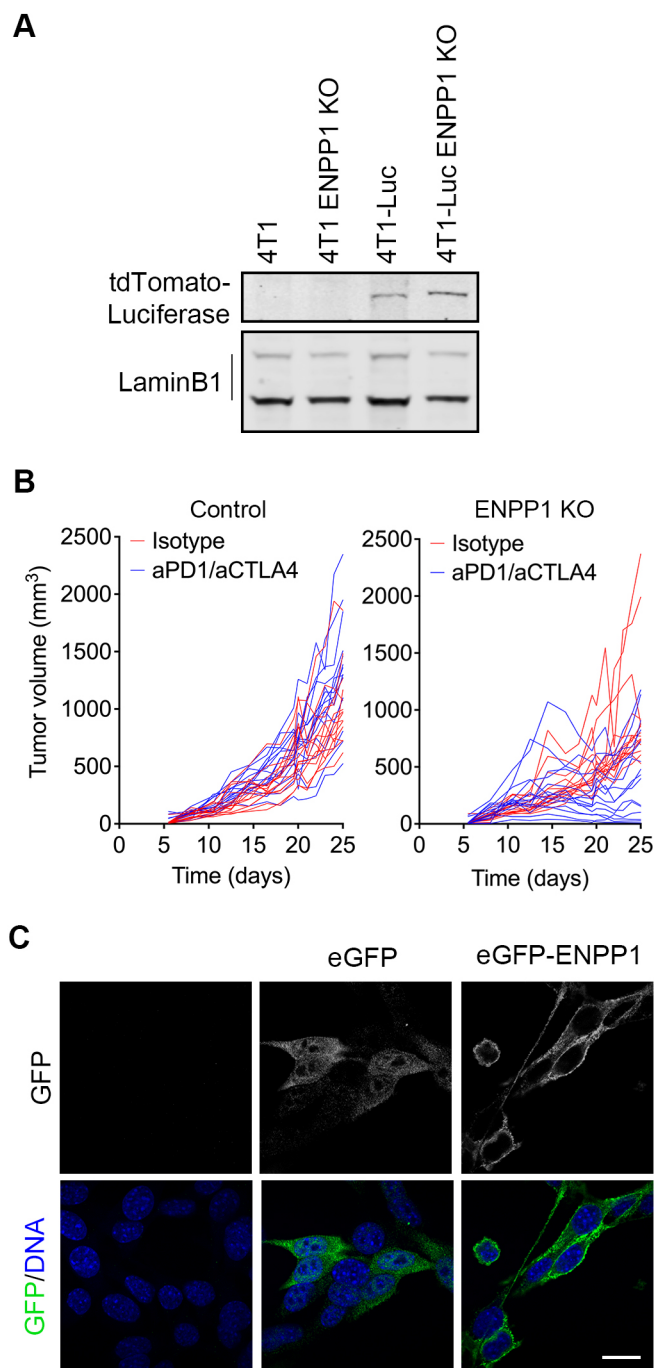 A
4T1
4T1 ENPP1 KO
4T1-Luc
4T1-Luc ENPP1 KO
tdTomato-
Luciferase
LaminB1
B
Control
ENPP1 KO
2500
2000
1500
1000
500
0
Tumor volume (mm³)
Isotype
aPD1/aCTLA4
0 5 10 15 20 25
Time (days)
2500
2000
1500
1000
500
0
Isotype
aPD1/aCTLA4
0 5 10 15 20 25
Time (days)
C
eGFP
eGFP-ENPP1
GFP
GFP/DNA